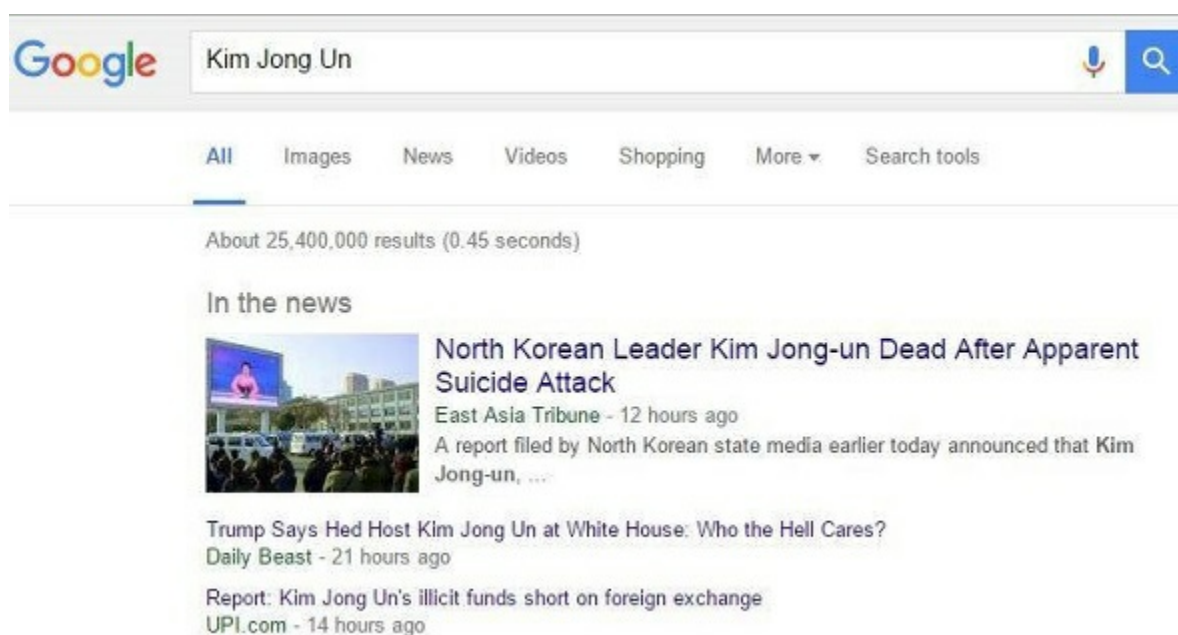 Google
Kim Jong Un
All Images News Videos Shopping More Search tools
About 25,400,000 results (0.45 seconds)
In the news
North Korean Leader Kim Jong-un Dead After Apparent
Suicide Attack
East Asia Tribune - 12 hours ago
A report filed by North Korean state media earlier today announced that Kim
Jong-un, ...
Trump Says Hed Host Kim Jong Un at White House: Who the Hell Cares?
Daily Beast - 21 hours ago
Report: Kim Jong Un's illicit funds short on foreign exchange
UPI.com - 14 hours ago